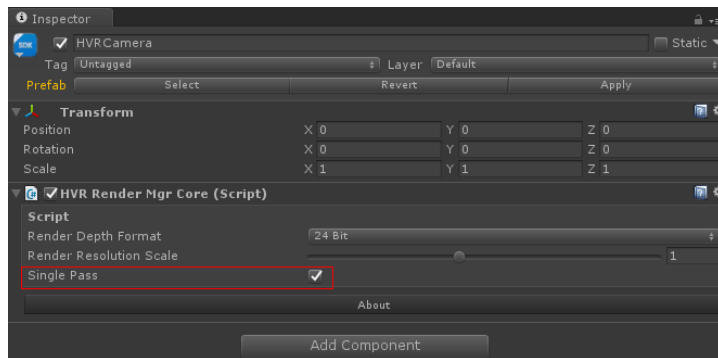 Inspector
SDK HVRCamera Static
Tag Untagged Layer Default
Prefab Select Revert Apply
Transform
Position X 0 Y 0 Z 0
Rotation X 0 Y 0 Z 0
Scale X 1 Y 1 Z 1
HVR Render Mgr Core (Script)
Script
Render Depth Format 24 Bit
Render Resolution Scale 1
Single Pass
About
Add Component